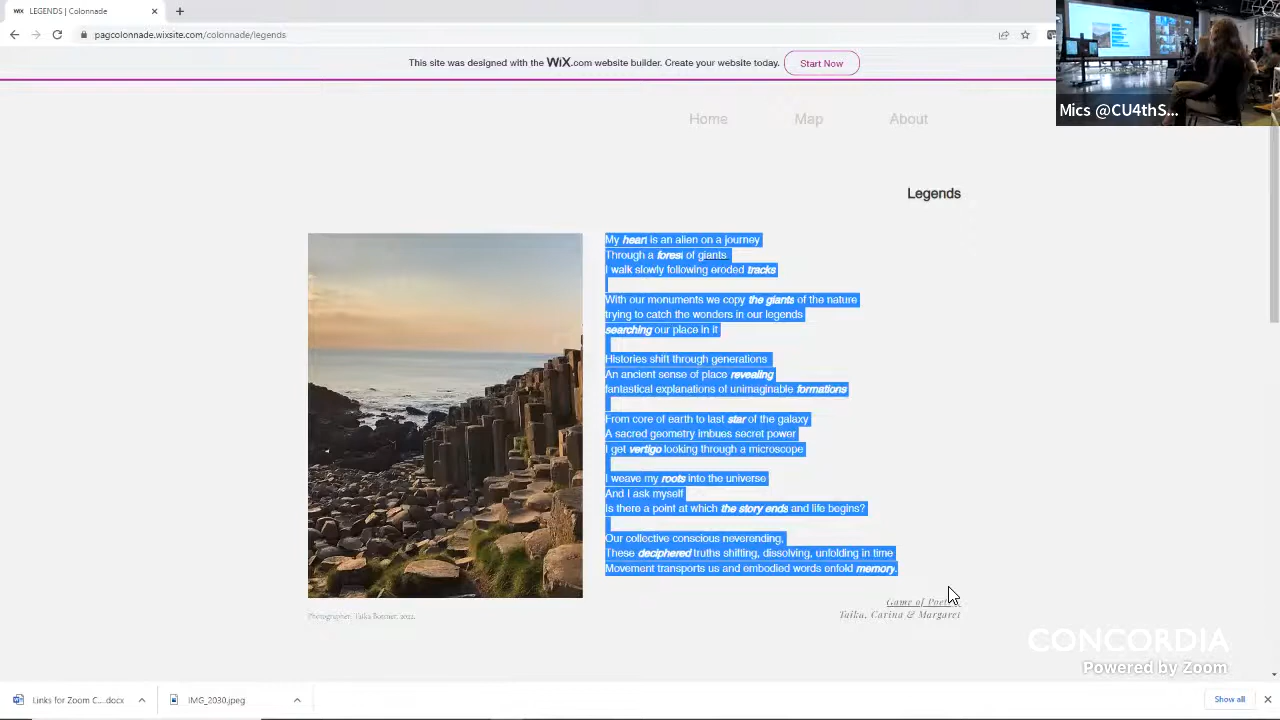 LEGENDS | Colonnade
pagcolonnade.wixsite.com/colonnade/legends
This site was designed with the WiX.com website builder. Create your website today.
Start Now
Mics @CU4thS...
Home
Map
About
Legends
My heart is an alien on a journey
Through a forest of giants
I walk slowly following eroded tracks
With our monuments we copy the giants of the nature
trying to catch the wonders in our legends
searching our place in it
Histories shift through generations
An ancient sense of place revealing
fantastical explanations of unimaginable formations
From core of earth to last star of the galaxy
A sacred geometry imbues secret power
I get vertigo looking through a microscope
I weave my roots into the universe
And I ask myself
Is there a point at which the story ends and life begins?
Our collective conscious neverending,
These deciphered truths shifting, dissolving, unfolding in time
Movement transports us and embodied words enfold memory.
Game of
Taika, Carina & Margaret
Photographer: Taika 2022.
CONCORDIA
Powered by Zoom
Links for Zoom C....docx
IMG_2030.jpeg
Show all